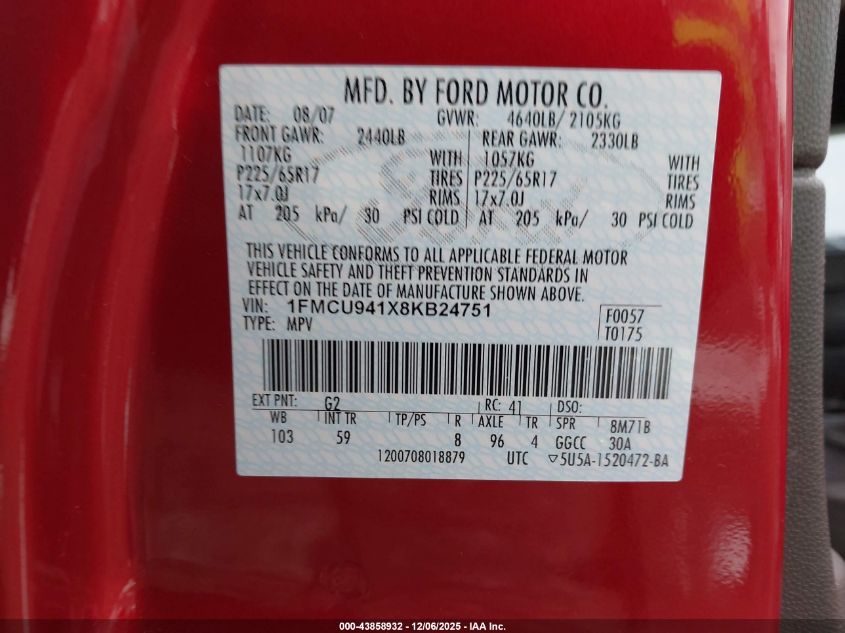 MFD. BY FORD MOTOR CO.
DATE: 08/07 GVWR: 4640LB/ 2105KG
FRONT GAWR: 2440LB REAR GAWR: 2330LB
1107KG WITH 1057KG WITH
P225/65R17 TIRES P225/65R17 TIRES
17x7.0J RIMS 17x7.0J RIMS
AT 205 kPa/ 30 PSI COLD AT 205 kPa/ 30 PSI COLD
THIS VEHICLE CONFORMS TO ALL APPLICABLE FEDERAL MOTOR
VEHICLE SAFETY AND THEFT PREVENTION STANDARDS IN
EFFECT ON THE DATE OF MANUFACTURE SHOWN ABOVE.
VIN: 1FMCU941X8KB24751 F0057
TYPE: MPV T0175
EXT PNT: G2 RC: 41 DSO:
WB INT TR TP/PS R AXLE TR SPR 8M71B
103 59 8 96 4 GGCC 30A
1200708018879 UTC ▽5U5A-1520472-BA
000-43858932 - 12/06/2025 - IAA Inc.